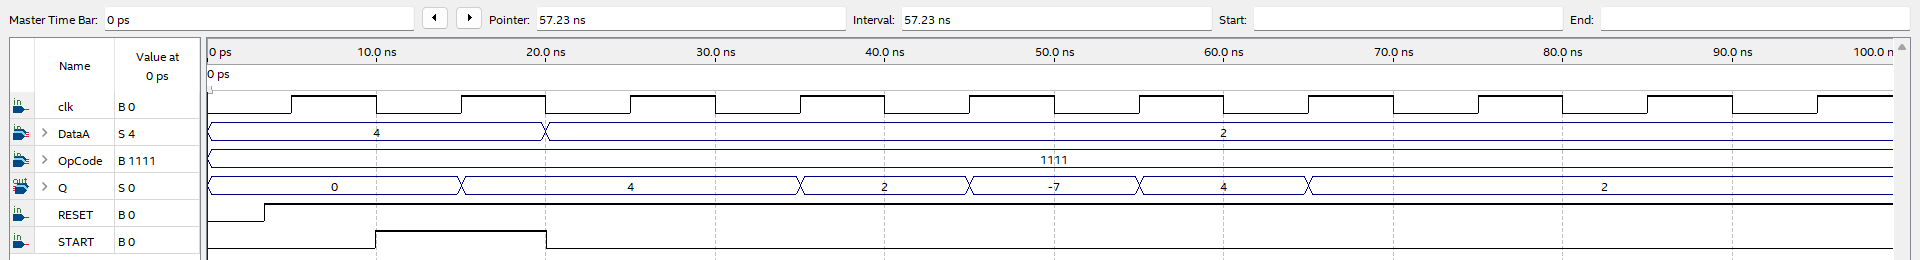 Master Time Bar: 0 ps Pointer: 57.23 ns Interval: 57.23 ns Start: End:
Name Value at 0 ps
0 ps 10.0 ns 20.0 ns 30.0 ns 40.0 ns 50.0 ns 60.0 ns 70.0 ns 80.0 ns 90.0 ns 100.0 n
0 ps
in clk B 0
in DataA S 4 4 2
in OpCode B 1111 1111
out Q S 0 0 4 2 -7 4 2
in RESET B 0
in START B 0